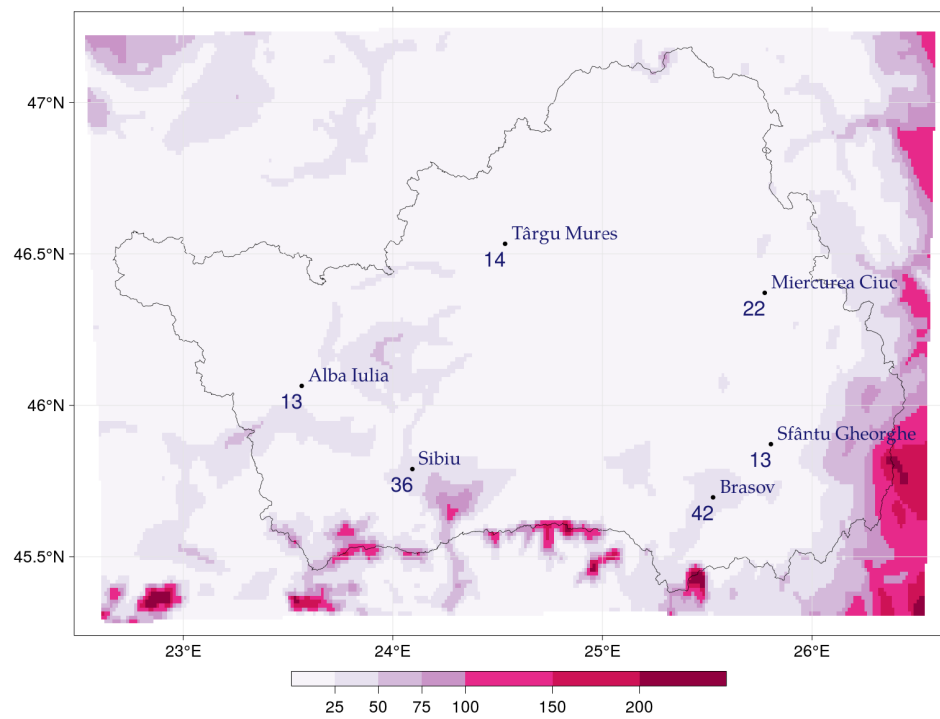 47°N
46.5°N
46°N
45.5°N
Târgu Mures
14
Miercurea Ciuc
22
Alba Iulia
13
Sfântu Gheorghe
13
Sibiu
36
Brasov
42
23°E 24°E 25°E 26°E
25 50 75 100 150 200